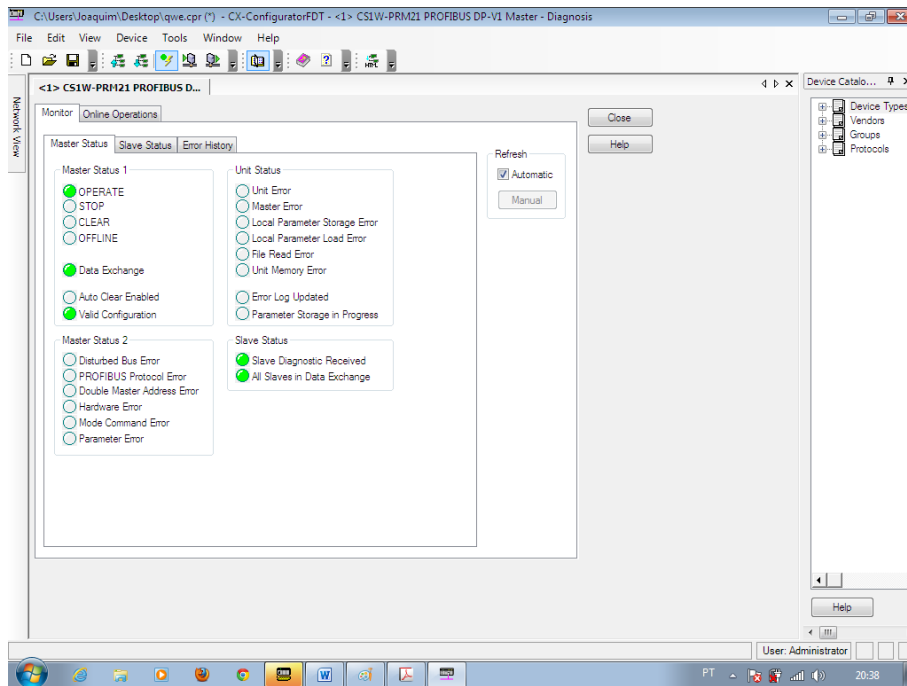 C:\Users\Joaquim\Desktop\qwe.cpr (*) - CX-ConfiguratorFDT - <1> CS1W-PRM21 PROFIBUS DP-V1 Master - Diagnosis
File Edit View Device Tools Window Help
<1> CS1W-PRM21 PROFIBUS D...
Device Catalo...
Network View
Monitor Online Operations
Close
Help
Master Status Slave Status Error History
Refresh
Automatic
Manual
Master Status 1
OPERATE
STOP
CLEAR
OFFLINE
Data Exchange
Auto Clear Enabled
Valid Configuration
Unit Status
Unit Error
Master Error
Local Parameter Storage Error
Local Parameter Load Error
File Read Error
Unit Memory Error
Error Log Updated
Parameter Storage in Progress
Master Status 2
Disturbed Bus Error
PROFIBUS Protocol Error
Double Master Address Error
Hardware Error
Mode Command Error
Parameter Error
Slave Status
Slave Diagnostic Received
All Slaves in Data Exchange
Device Types
Vendors
Groups
Protocols
Help
User: Administrator
PT
20:38